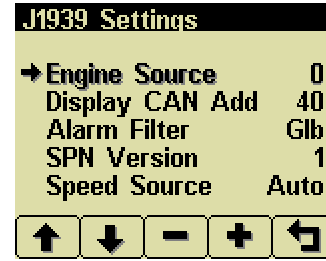 J1939 Settings
Engine Source 0
Display CAN Add 40
Alarm Filter Glb
SPN Version 1
Speed Source Auto